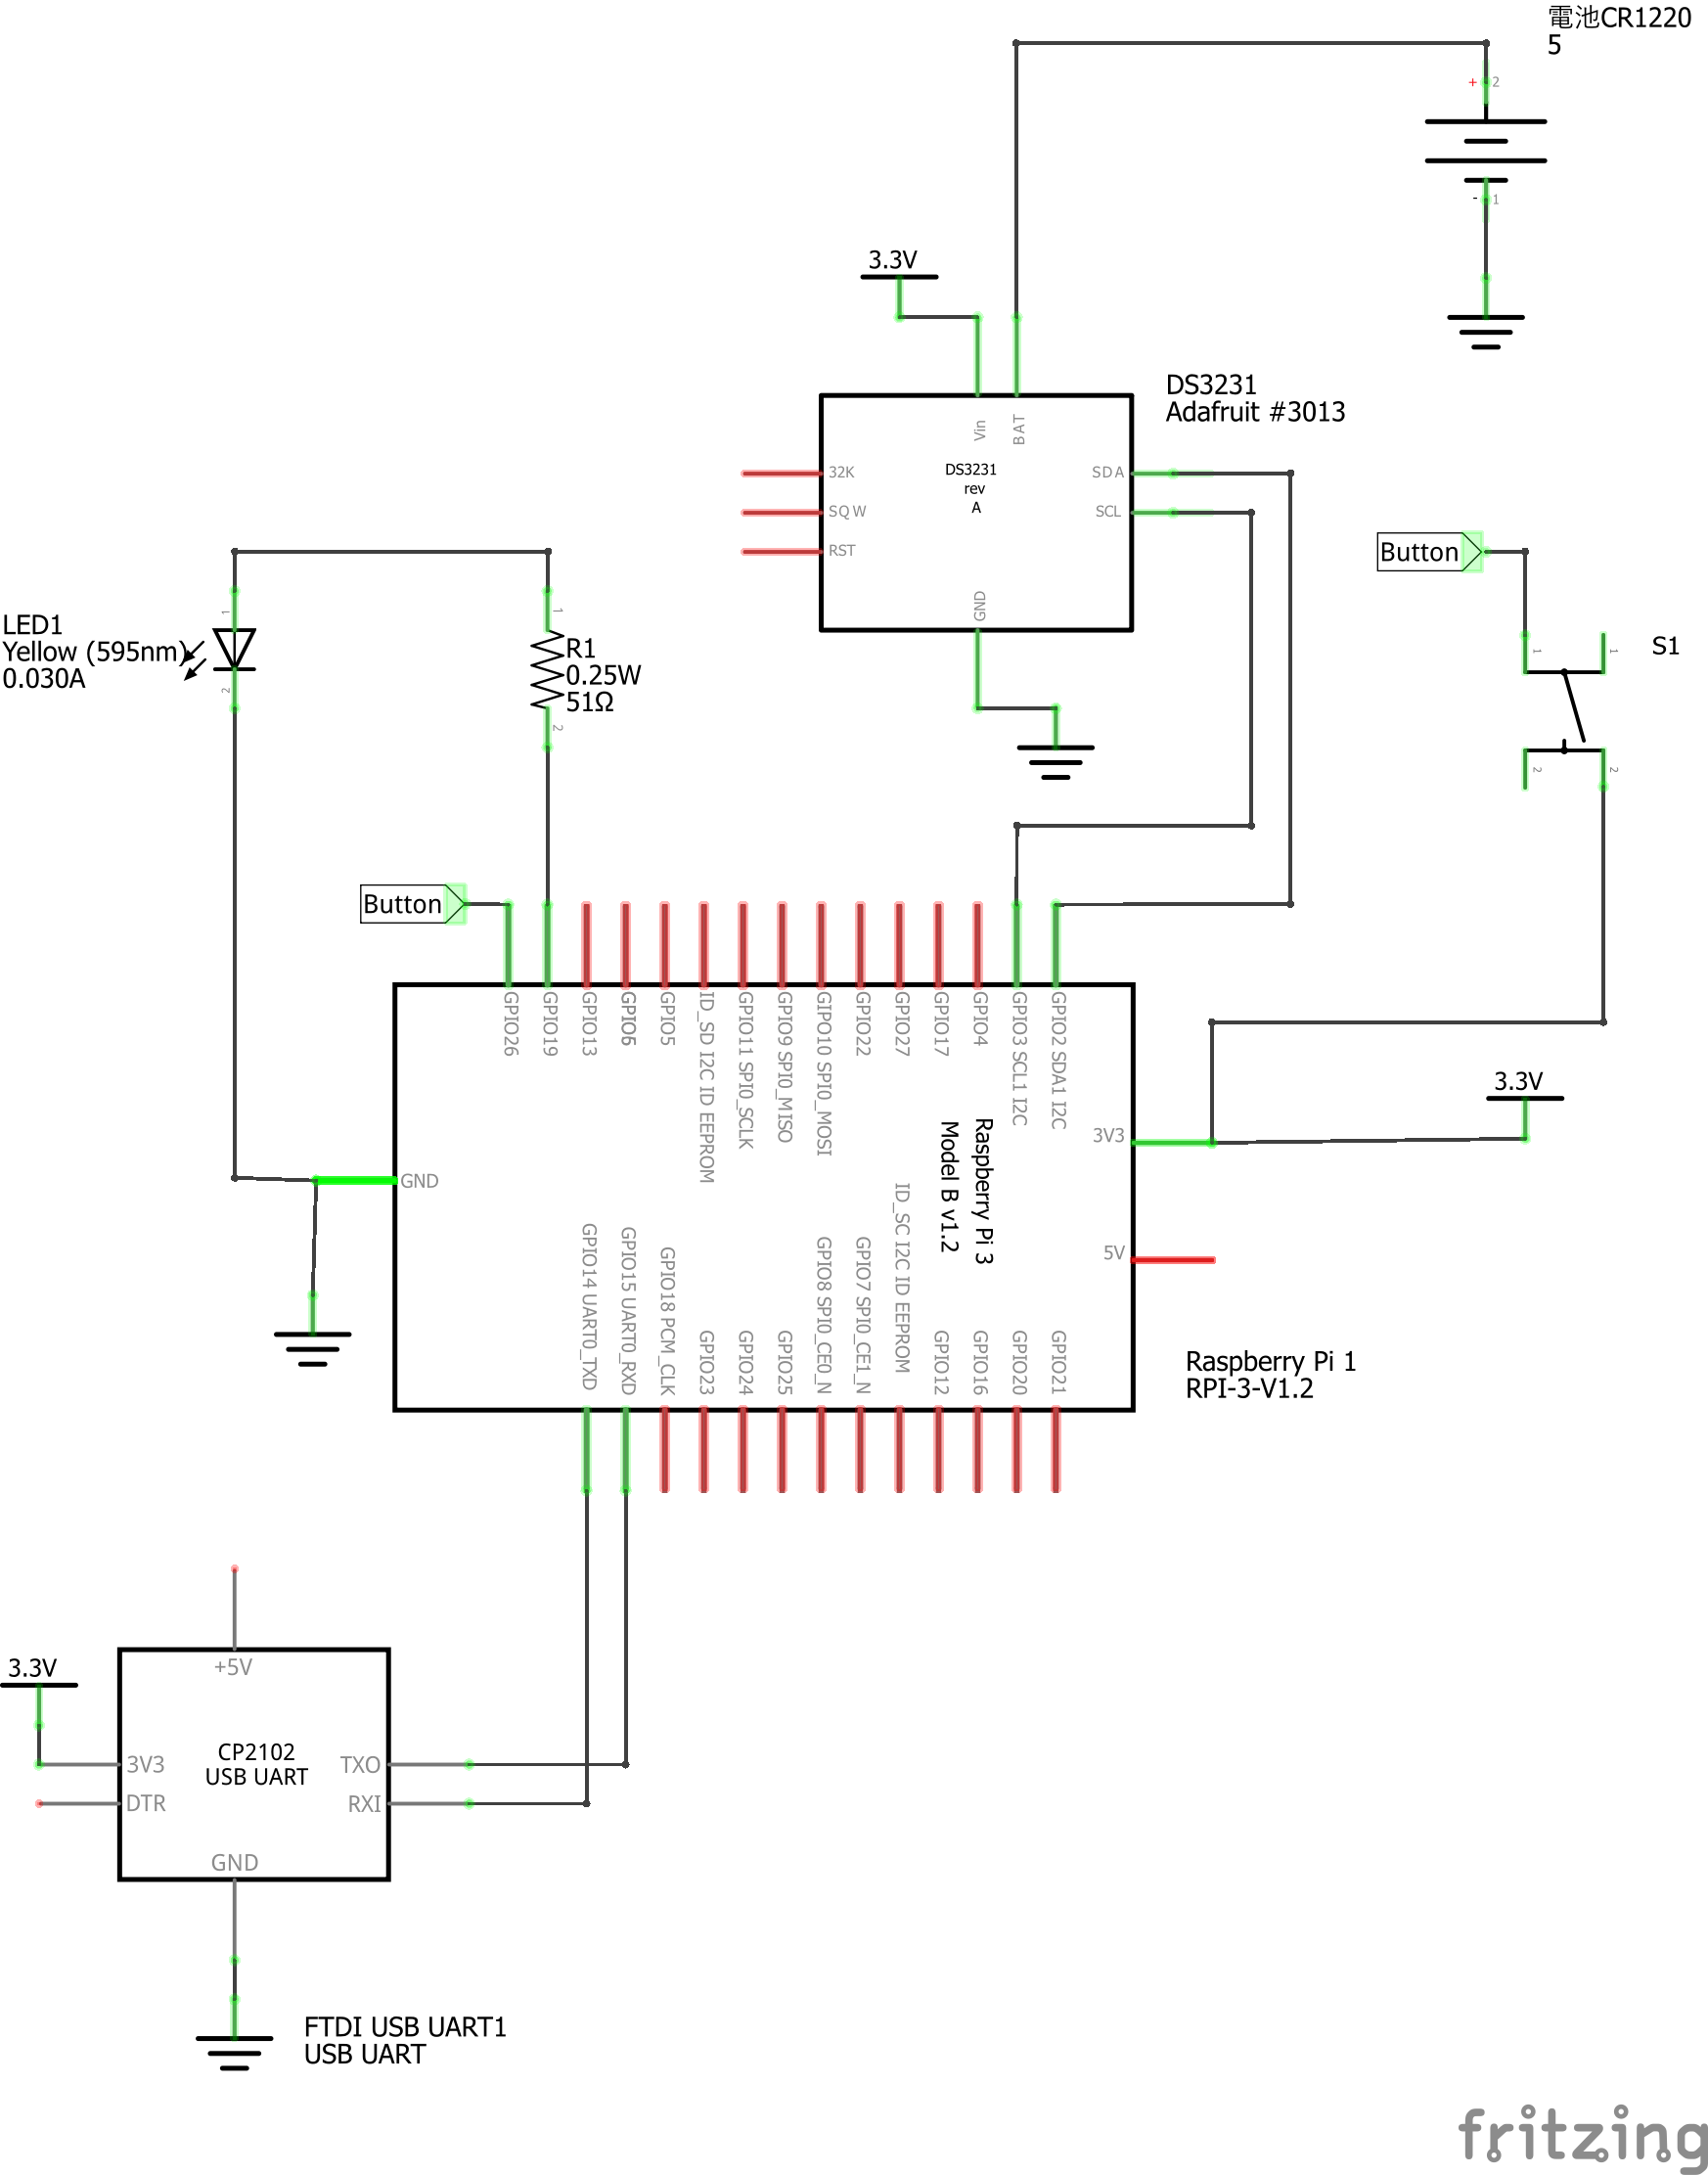 電池CR1220
5
+
2
-
1
3.3V
DS3231
Adafruit #3013
Vin
BAT
32K
SQW
RST
DS3231
rev
A
SDA
SCL
GND
Button
1
1
S1
2
2
LED1
Yellow (595nm)
0.030A
1
2
1
R1
0.25W
51Ω
2
Button
GPIO26
GPIO19
GPIO13
GPIO6
GPIO5
ID_SD I2C ID EEPROM
GPIO11 SPI0_SCLK
GPIO9 SPI0_MISO
GIPO10 SPI0_MOSI
GPIO22
GPIO27
GPIO17
GPIO4
GPIO3 SCL1 I2C
GPIO2 SDA1 I2C
3.3V
3V3
Raspberry Pi 3
Model B v1.2
GND
5V
GPIO14 UART0_TXD
GPIO15 UART0_RXD
GPIO18 PCM_CLK
GPIO23
GPIO24
GPIO25
GPIO8 SPI0_CE0_N
GPIO7 SPI0_CE1_N
ID_SC I2C ID EEPROM
GPIO12
GPIO16
GPIO20
GPIO21
Raspberry Pi 1
RPI-3-V1.2
3.3V
+5V
CP2102
USB UART
3V3
DTR
TXO
RXI
GND
FTDI USB UART1
USB UART
fritzing